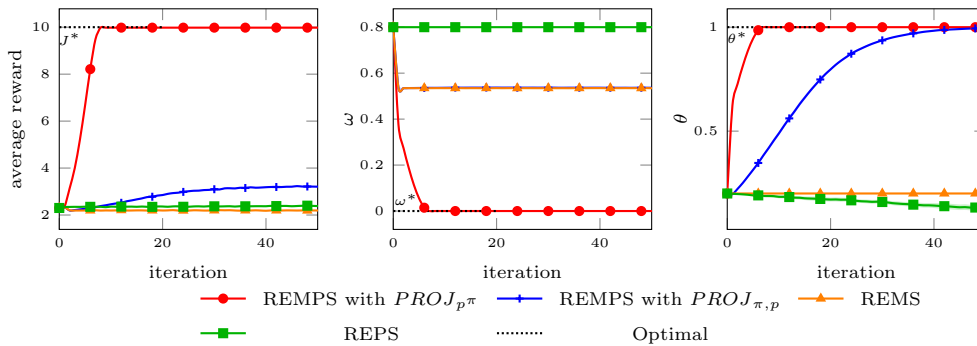 average reward
10
8
6
4
2
J*
0
20
40
iteration
ω
0.8
0.6
0.4
0.2
0
ω*
0
20
40
iteration
θ
1
0.5
θ*
0
20
40
iteration
REMPS with PROJ_{p^π}
REMPS with PROJ_{π,p}
REMS
REPS
Optimal